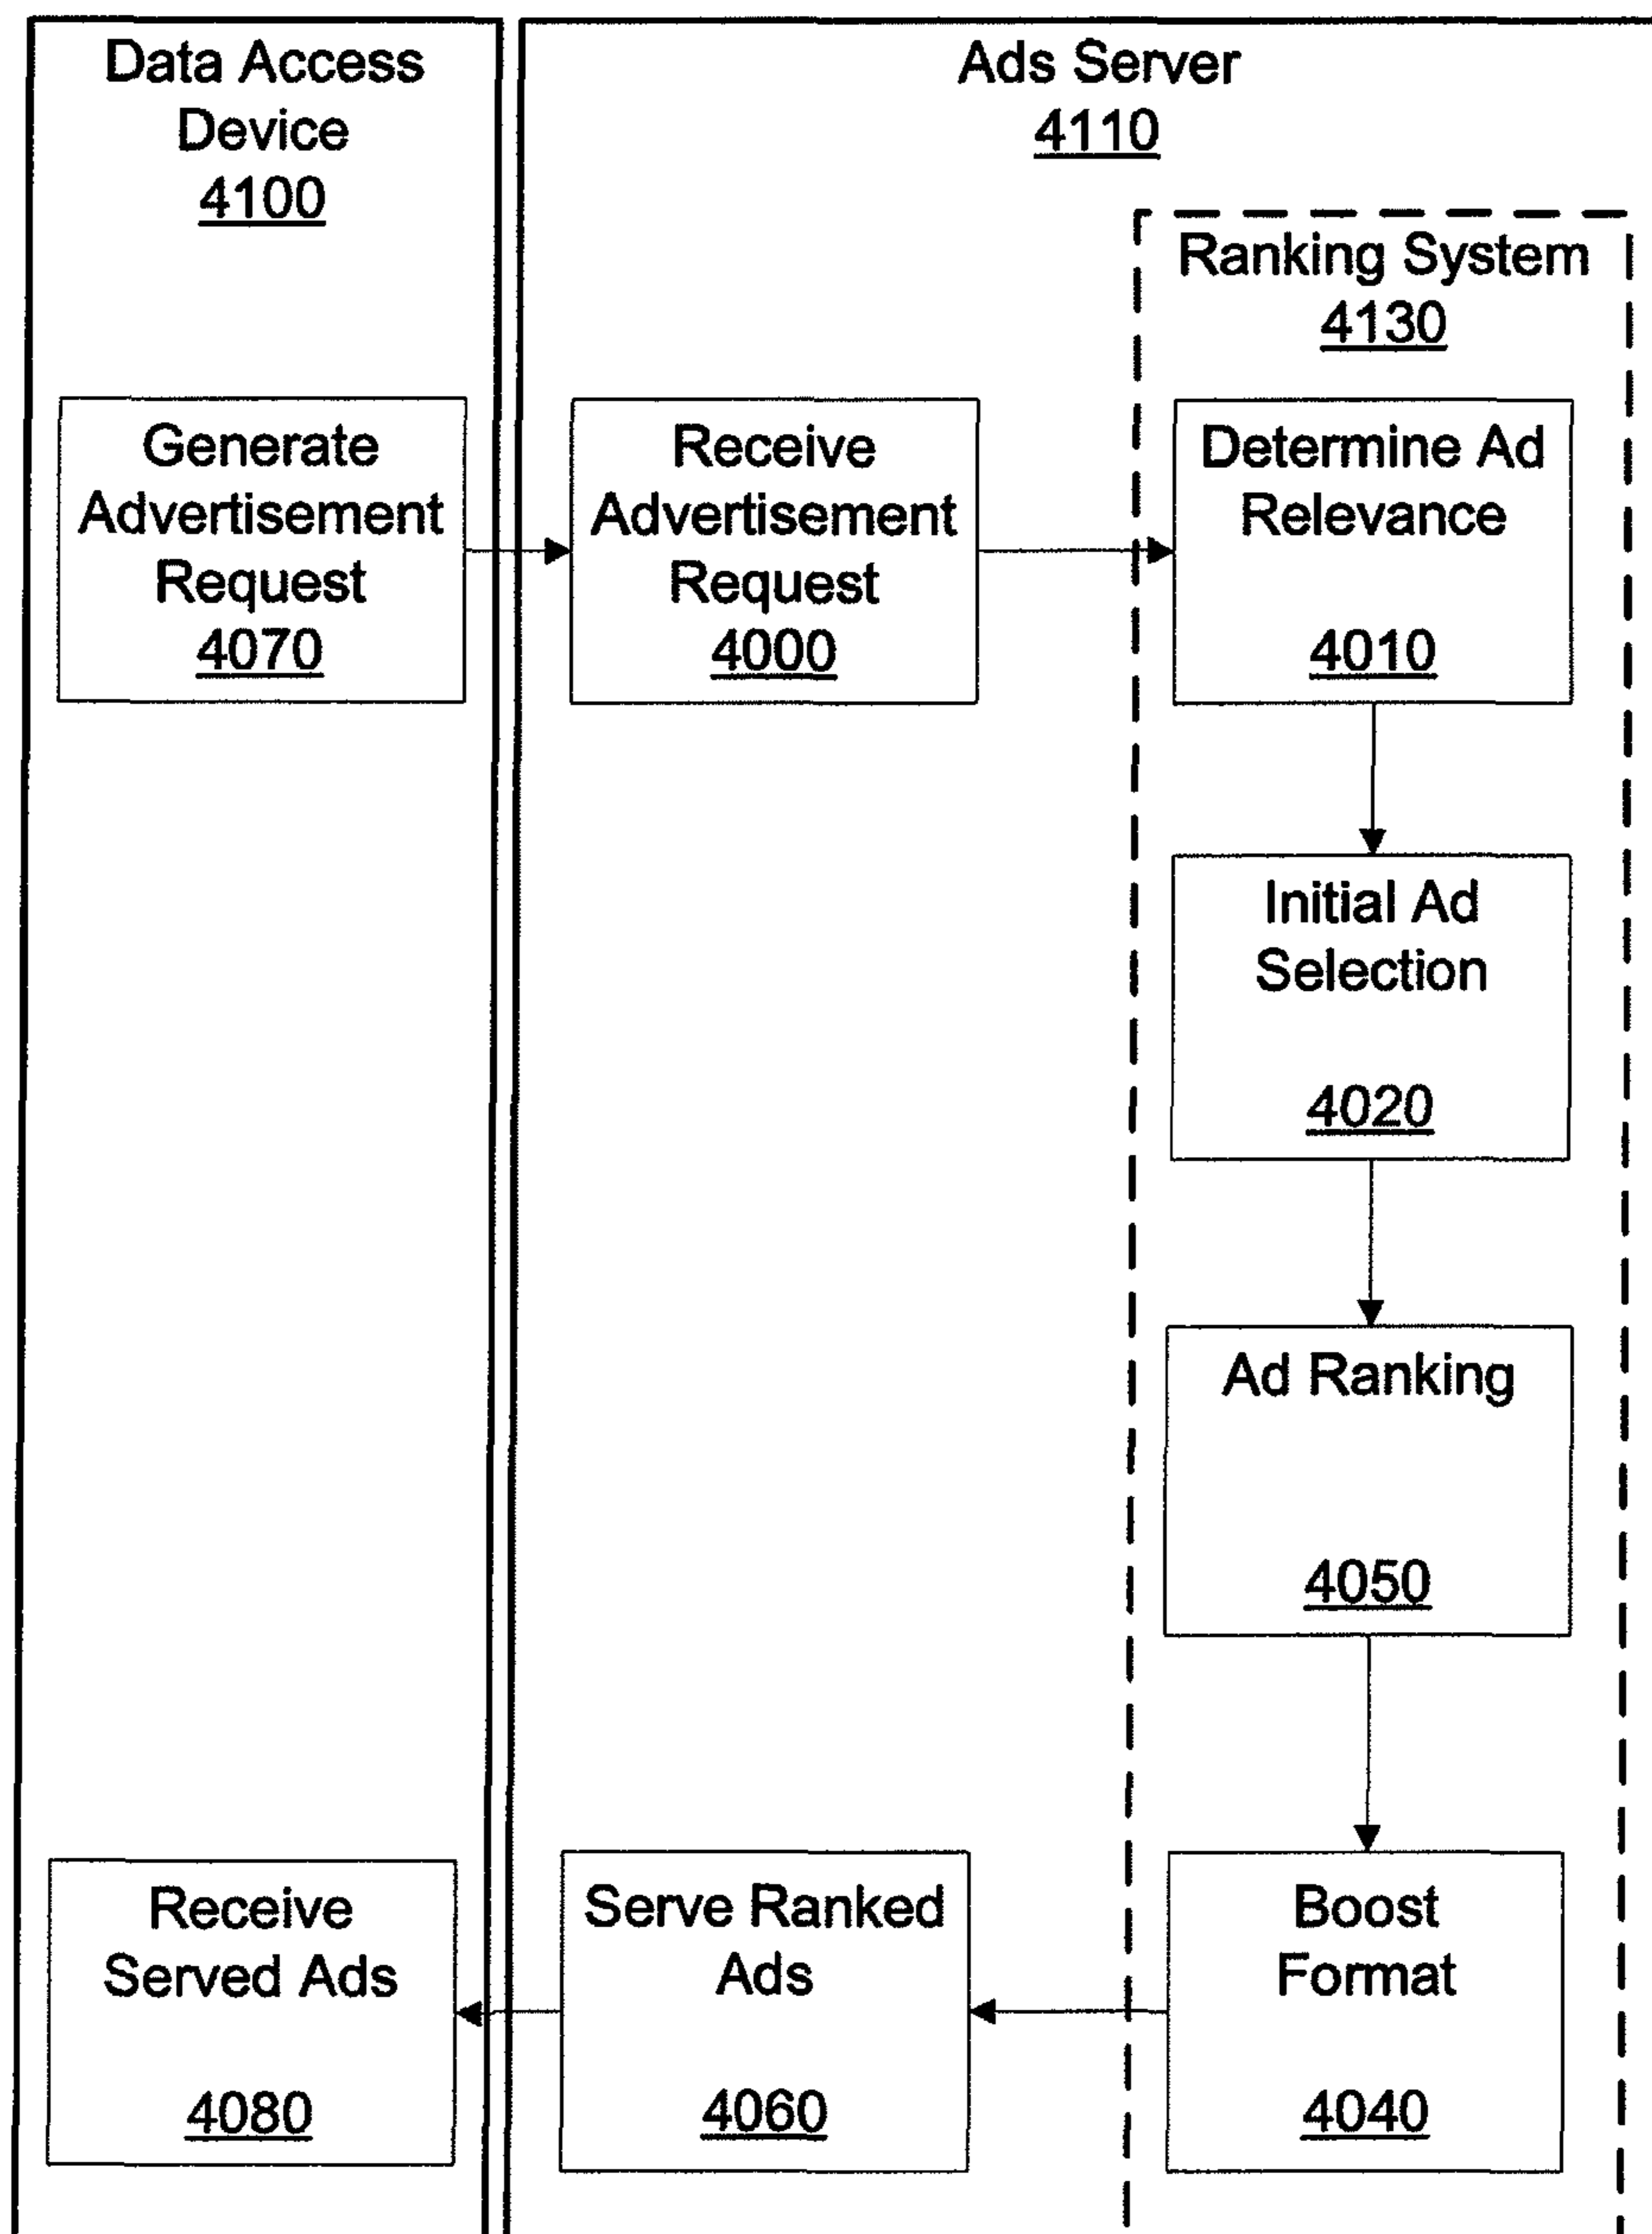 Data Access
Device
4100
Ads Server
4110
Ranking System
4130
Generate
Advertisement
Request
4070
Receive
Advertisement
Request
4000
Determine Ad
Relevance
4010
Initial Ad
Selection
4020
Ad Ranking
4050
Boost
Format
4040
Serve Ranked
Ads
4060
Receive
Served Ads
4080